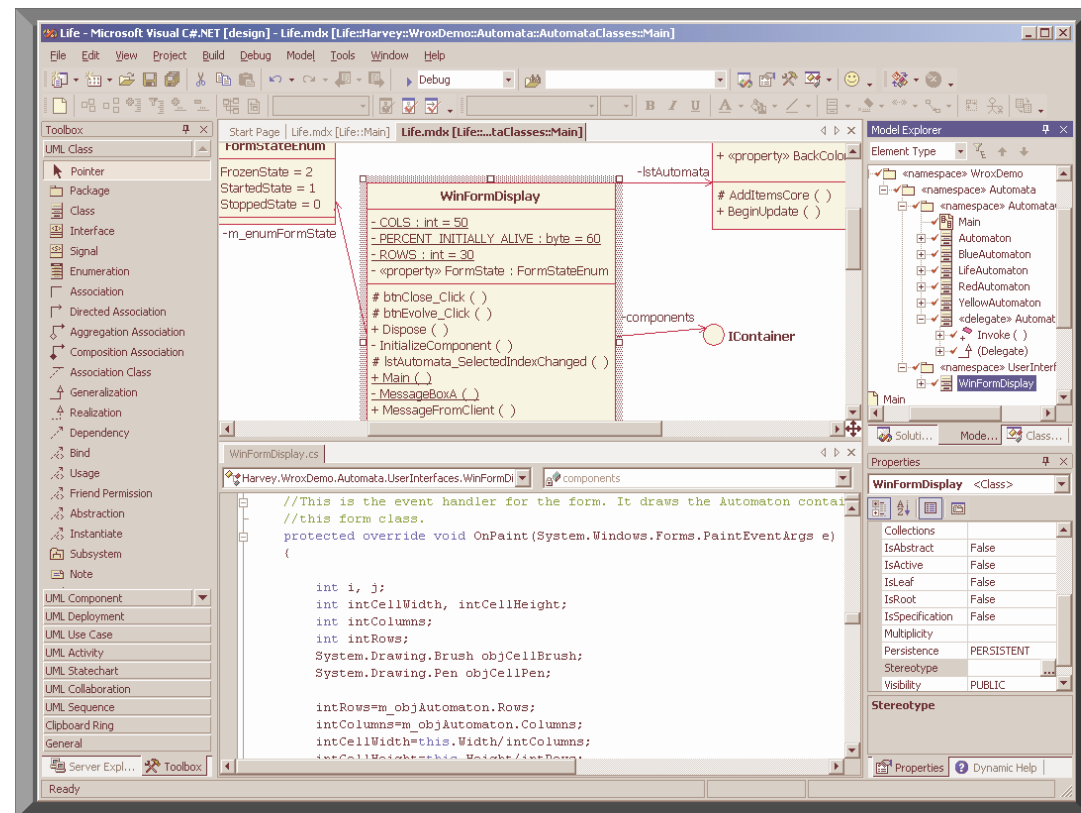 Life - Microsoft Visual C#.NET [design] - Life.mdx [Life::Harvey::WroxDemo::Automata::AutomataClasses::Main]
File Edit View Project Build Debug Model Tools Window Help
Debug
B I U A
Toolbox
UML Class
Pointer
Package
Class
Interface
Signal
Enumeration
Association
Directed Association
Aggregation Association
Composition Association
Association Class
Generalization
Realization
Dependency
Bind
Usage
Friend Permission
Abstraction
Instantiate
Subsystem
Note
UML Component
UML Deployment
UML Use Case
UML Activity
UML Statechart
UML Collaboration
UML Sequence
Clipboard Ring
General
Server Expl... Toolbox
Start Page Life.mdx [Life::Main] Life.mdx [Life::...taClasses::Main]
FormStateEnum
FrozenState = 2
StartedState = 1
StoppedState = 0
-m_enumFormState
WinFormDisplay
- COLS : int = 50
- PERCENT_INITIALLY_ALIVE : byte = 60
- ROWS : int = 30
- «property» FormState : FormStateEnum
# btnClose_Click ( )
# btnEvolve_Click ( )
+ Dispose ( )
- InitializeComponent ( )
# lstAutomata_SelectedIndexChanged ( )
+ Main ( )
- MessageBoxA ( )
+ MessageFromClient ( )
-lstAutomata
+ «property» BackColo
# AddItemsCore ( )
+ BeginUpdate ( )
-components
IContainer
WinFormDisplay.cs
Harvey.WroxDemo.Automata.UserInterfaces.WinFormDi components
//This is the event handler for the form. It draws the Automaton contai
//this form class.
protected override void OnPaint(System.Windows.Forms.PaintEventArgs e)
{
int i, j;
int intCellWidth, intCellHeight;
int intColumns;
int intRows;
System.Drawing.Brush objCellBrush;
System.Drawing.Pen objCellPen;
intRows=m_objAutomaton.Rows;
intColumns=m_objAutomaton.Columns;
intCellWidth=this.Width/intColumns;
intCellHeight=this.Height/intRows;
Model Explorer
Element Type
«namespace» WroxDemo
«namespace» Automata
«namespace» Automata
Main
Automaton
BlueAutomaton
LifeAutomaton
RedAutomaton
YellowAutomaton
«delegate» Automat
Invoke ( )
(Delegate)
«namespace» UserInterf
WinFormDisplay
Main
Soluti... Mode... Class...
Properties
WinFormDisplay <Class>
Collections
IsAbstract False
IsActive False
IsLeaf False
IsRoot False
IsSpecification False
Multiplicity
Persistence PERSISTENT
Stereotype ...
Visibility PUBLIC
Stereotype
Properties Dynamic Help
Ready